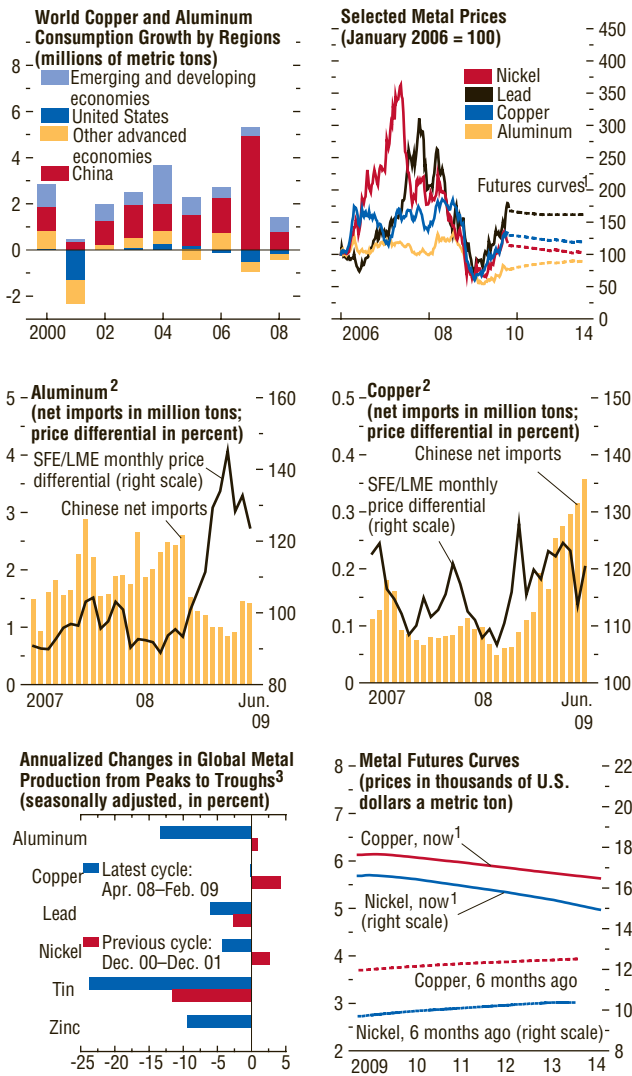 World Copper and Aluminum
Consumption Growth by Regions
(millions of metric tons)
8
6
4
2
0
-2
Emerging and developing
economies
United States
Other advanced
economies
China
2000
02
04
06
08
Selected Metal Prices
(January 2006 = 100)
450
400
350
300
250
200
150
100
50
0
Nickel
Lead
Copper
Aluminum
Futures curves1
2006
08
10
14
Aluminum2
(net imports in million tons;
price differential in percent)
5
4
3
2
1
0
160
140
120
100
80
SFE/LME monthly price
differential (right scale)
Chinese net imports
2007
08
Jun.
09
Copper2
(net imports in million tons;
price differential in percent)
0.5
0.4
0.3
0.2
0.1
0
150
140
130
120
110
100
Chinese net imports
SFE/LME monthly
price differential
(right scale)
2007
08
Jun.
09
Annualized Changes in Global Metal
Production from Peaks to Troughs3
(seasonally adjusted, in percent)
Aluminum
Copper
Lead
Nickel
Tin
Zinc
Latest cycle:
Apr. 08–Feb. 09
Previous cycle:
Dec. 00–Dec. 01
-25 -20 -15 -10 -5 0 5
Metal Futures Curves
(prices in thousands of U.S.
dollars a metric ton)
8
7
6
5
4
3
2
22
20
18
16
14
12
10
8
Copper, now1
Nickel, now1
(right scale)
Copper, 6 months ago
Nickel, 6 months ago (right scale)
2009
10
11
12
13
14